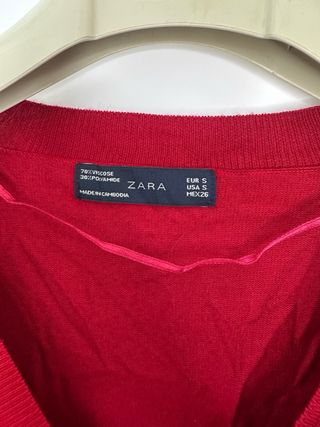 70%VISCOSE
30%POLYAMIDE
MADE IN CAMBODIA
ZARA
EUR S
USA S
MEX26